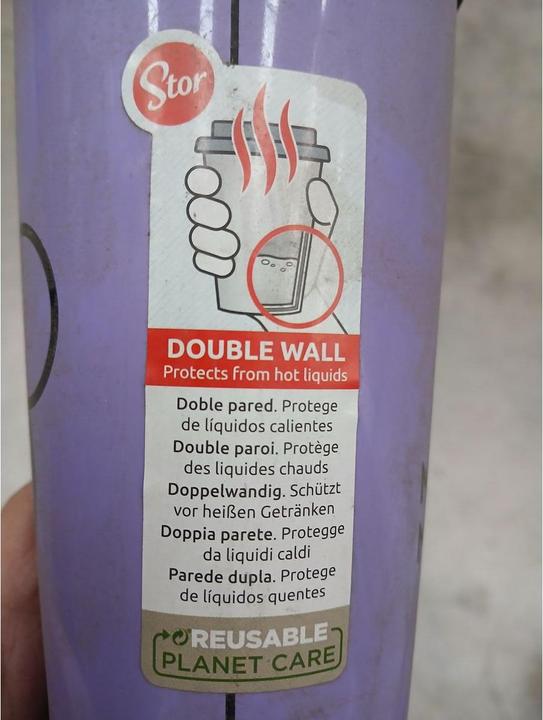 Stor
DOUBLE WALL
Protects from hot liquids
Doble pared. Protege
de líquidos calientes
Double paroi. Protège
des liquides chauds
Doppelwandig. Schützt
vor heißen Getränken
Doppia parete. Protegge
da liquidi caldi
Parede dupla. Protege
de líquidos quentes
REUSABLE
PLANET CARE